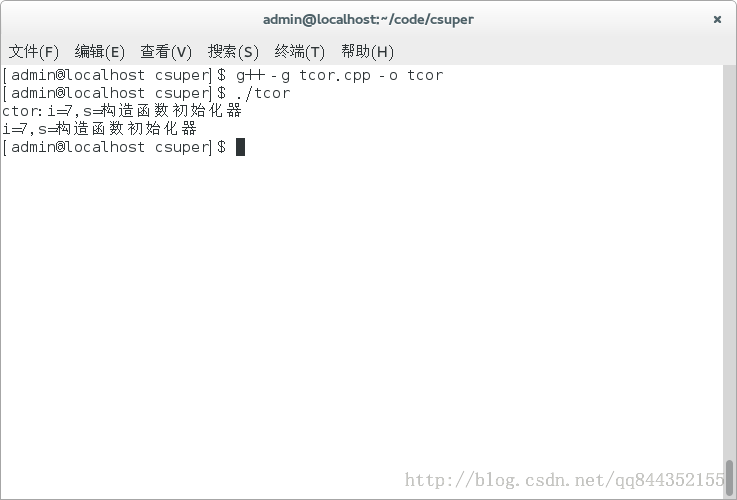 admin@localhost:~/code/csuper ×
文件(F) 编辑(E) 查看(V) 搜索(S) 终端(T) 帮助(H)
[admin@localhost csuper]$ g++ -g tcor.cpp -o tcor
[admin@localhost csuper]$ ./tcor
ctor:i=7,s=构造函数初始化器
i=7,s=构造函数初始化器
[admin@localhost csuper]$
http://blog.csdn.net/qq844352155